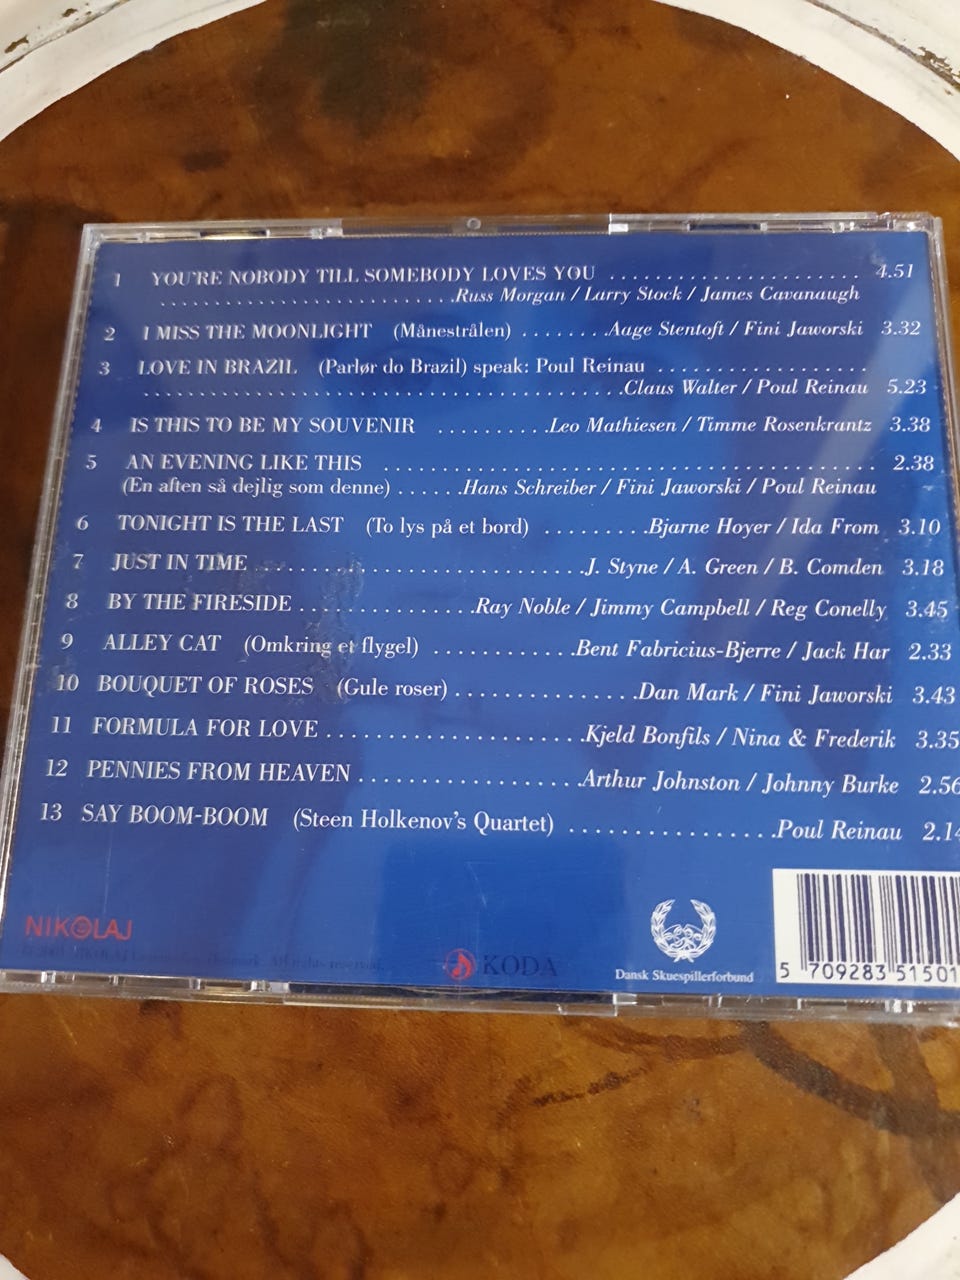 1 YOU'RE NOBODY TILL SOMEBODY LOVES YOU ...................... 4.51
..........................Russ Morgan / Larry Stock / James Cavanaugh
2 I MISS THE MOONLIGHT (Månestrålen) ........Aage Stentoft / Fini Jaworski 3.32
3 LOVE IN BRAZIL (Parlør do Brazil) speak: Poul Reinau ...................
...........................................Claus Walter / Poul Reinau 5.23
4 IS THIS TO BE MY SOUVENIR ..........Leo Mathiesen / Timme Rosenkrantz 3.38
5 AN EVENING LIKE THIS ............................................ 2.38
(En aften så dejlig som denne) ......Hans Schreiber / Fini Jaworski / Poul Reinau
6 TONIGHT IS THE LAST (To lys på et bord) .........Bjarne Hoyer / Ida From 3.10
7 JUST IN TIME ..............................J. Styne / A. Green / B. Comden 3.18
8 BY THE FIRESIDE ................Ray Noble / Jimmy Campbell / Reg Conelly 3.45
9 ALLEY CAT (Omkring et flygel) ............Bent Fabricius-Bjerre / Jack Har 2.33
10 BOUQUET OF ROSES (Gule roser) ................Dan Mark / Fini Jaworski 3.43
11 FORMULA FOR LOVE .......................Kjeld Bonfils / Nina & Frederik 3.35
12 PENNIES FROM HEAVEN ....................Arthur Johnston / Johnny Burke 2.56
13 SAY BOOM-BOOM (Steen Holkenov's Quartet) ..................Poul Reinau 2.14
NIKOLAJ
All rights reserved.
KODA
Dansk Skuespillerforbund
5 709283 51501